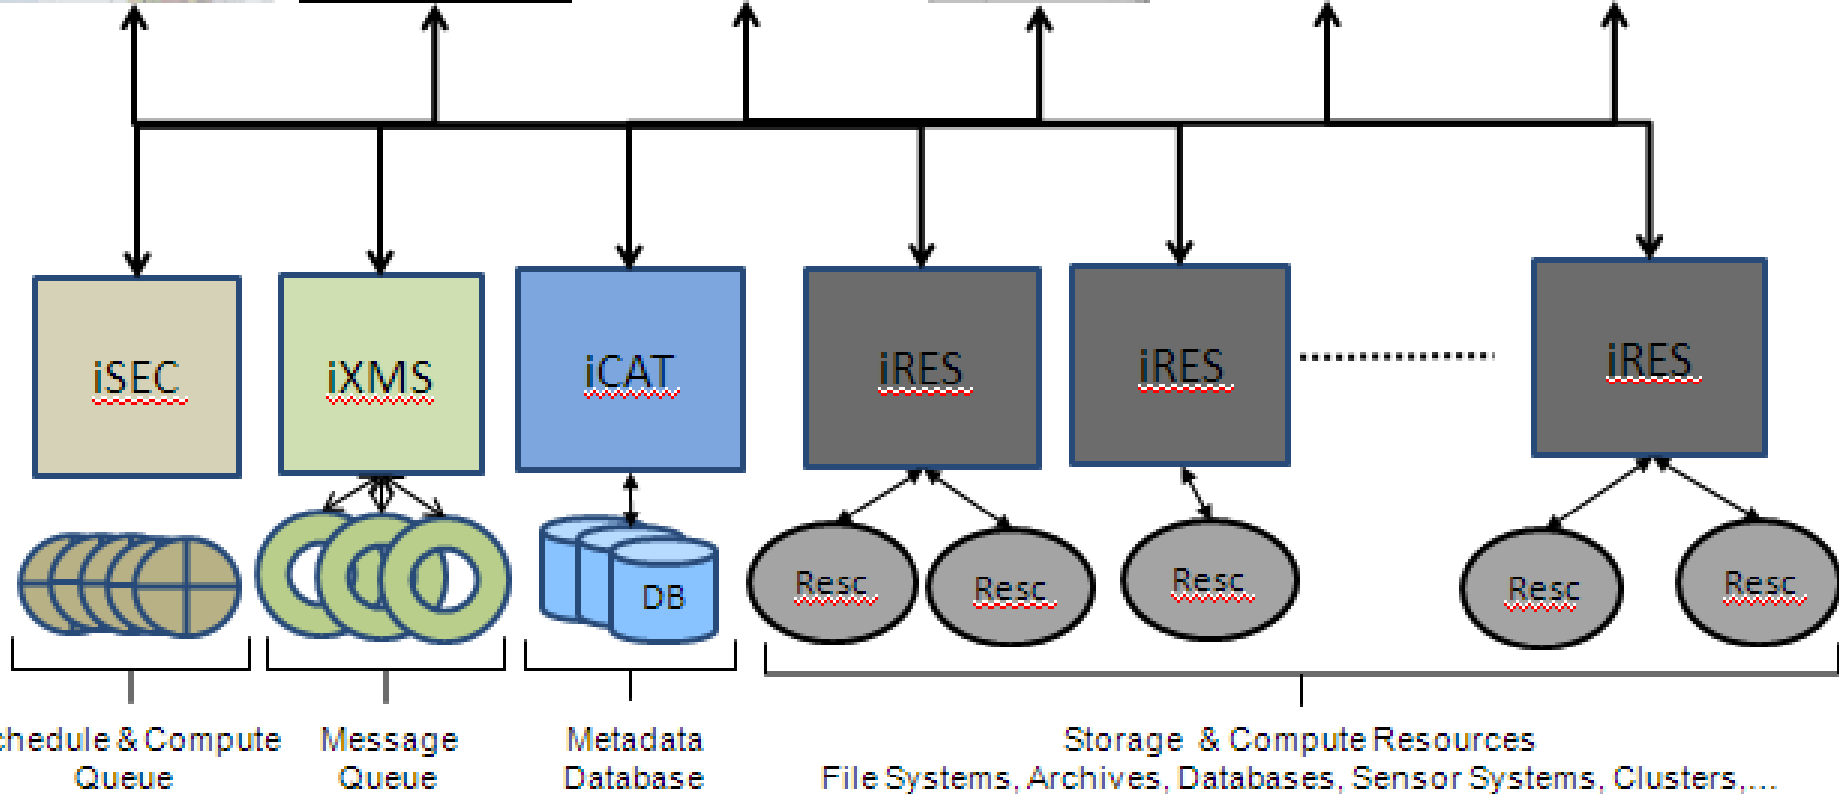 iSEC
iXMS
iCAT
iRES
iRES
iRES
DB
Resc
Resc
Resc
Resc
Resc
chedule & Compute
Queue
Message
Queue
Metadata
Database
Storage & Compute Resources
File Systems, Archives, Databases, Sensor Systems, Clusters,...